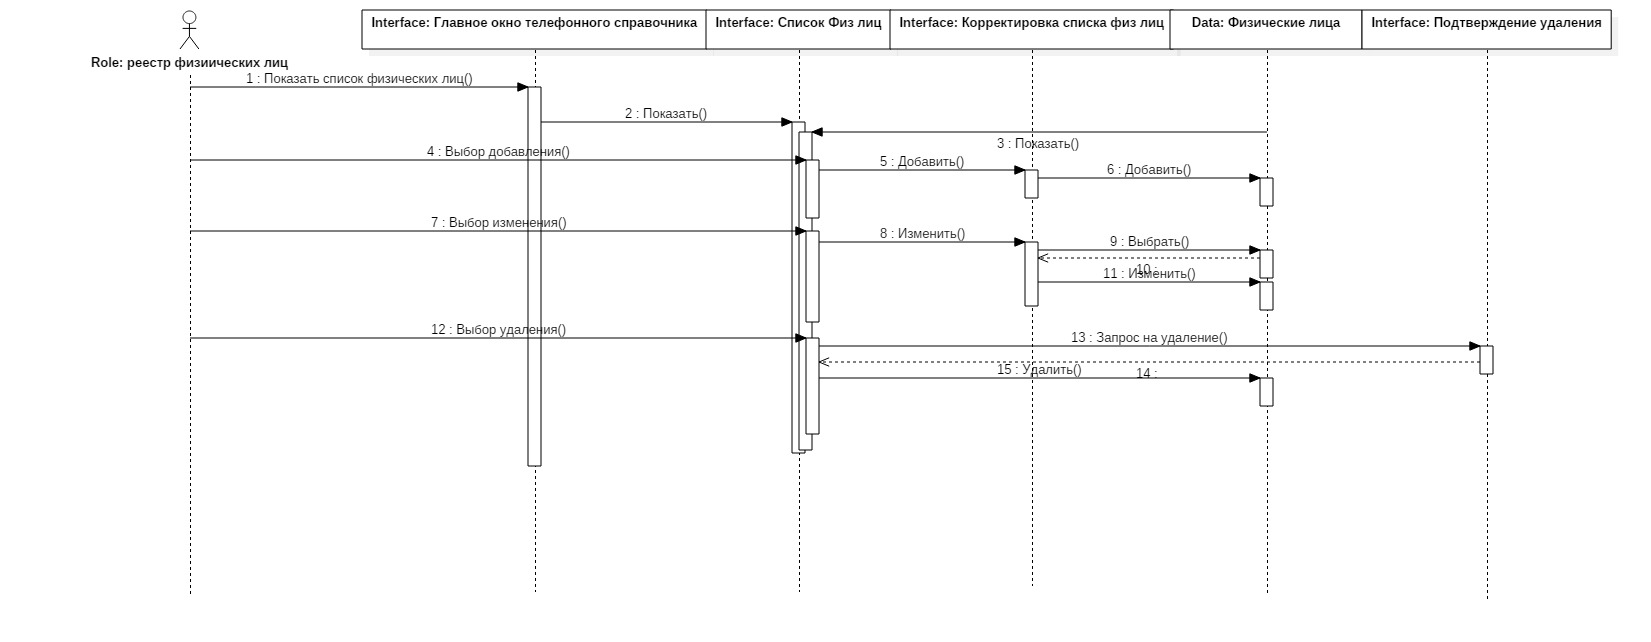 Role: реестр физиических лиц
Interface: Главное окно телефонного справочника
Interface: Список Физ лиц
Interface: Корректировка списка физ лиц
Data: Физические лица
Interface: Подтверждение удаления
1 : Показать список физических лиц()
2 : Показать()
3 : Показать()
4 : Выбор добавления()
5 : Добавить()
6 : Добавить()
7 : Выбор изменения()
8 : Изменить()
9 : Выбрать()
10 :
11 : Изменить()
12 : Выбор удаления()
13 : Запрос на удаление()
14 :
15 : Удалить()